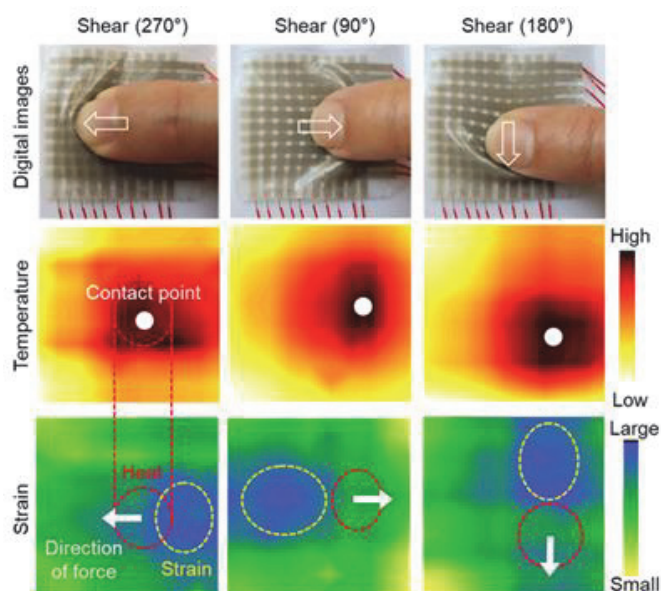 Shear (270°) Shear (90°) Shear (180°)
Digital images
Temperature
Contact point
High
Low
Strain
Heat
Direction
of force
Strain
Large
Small